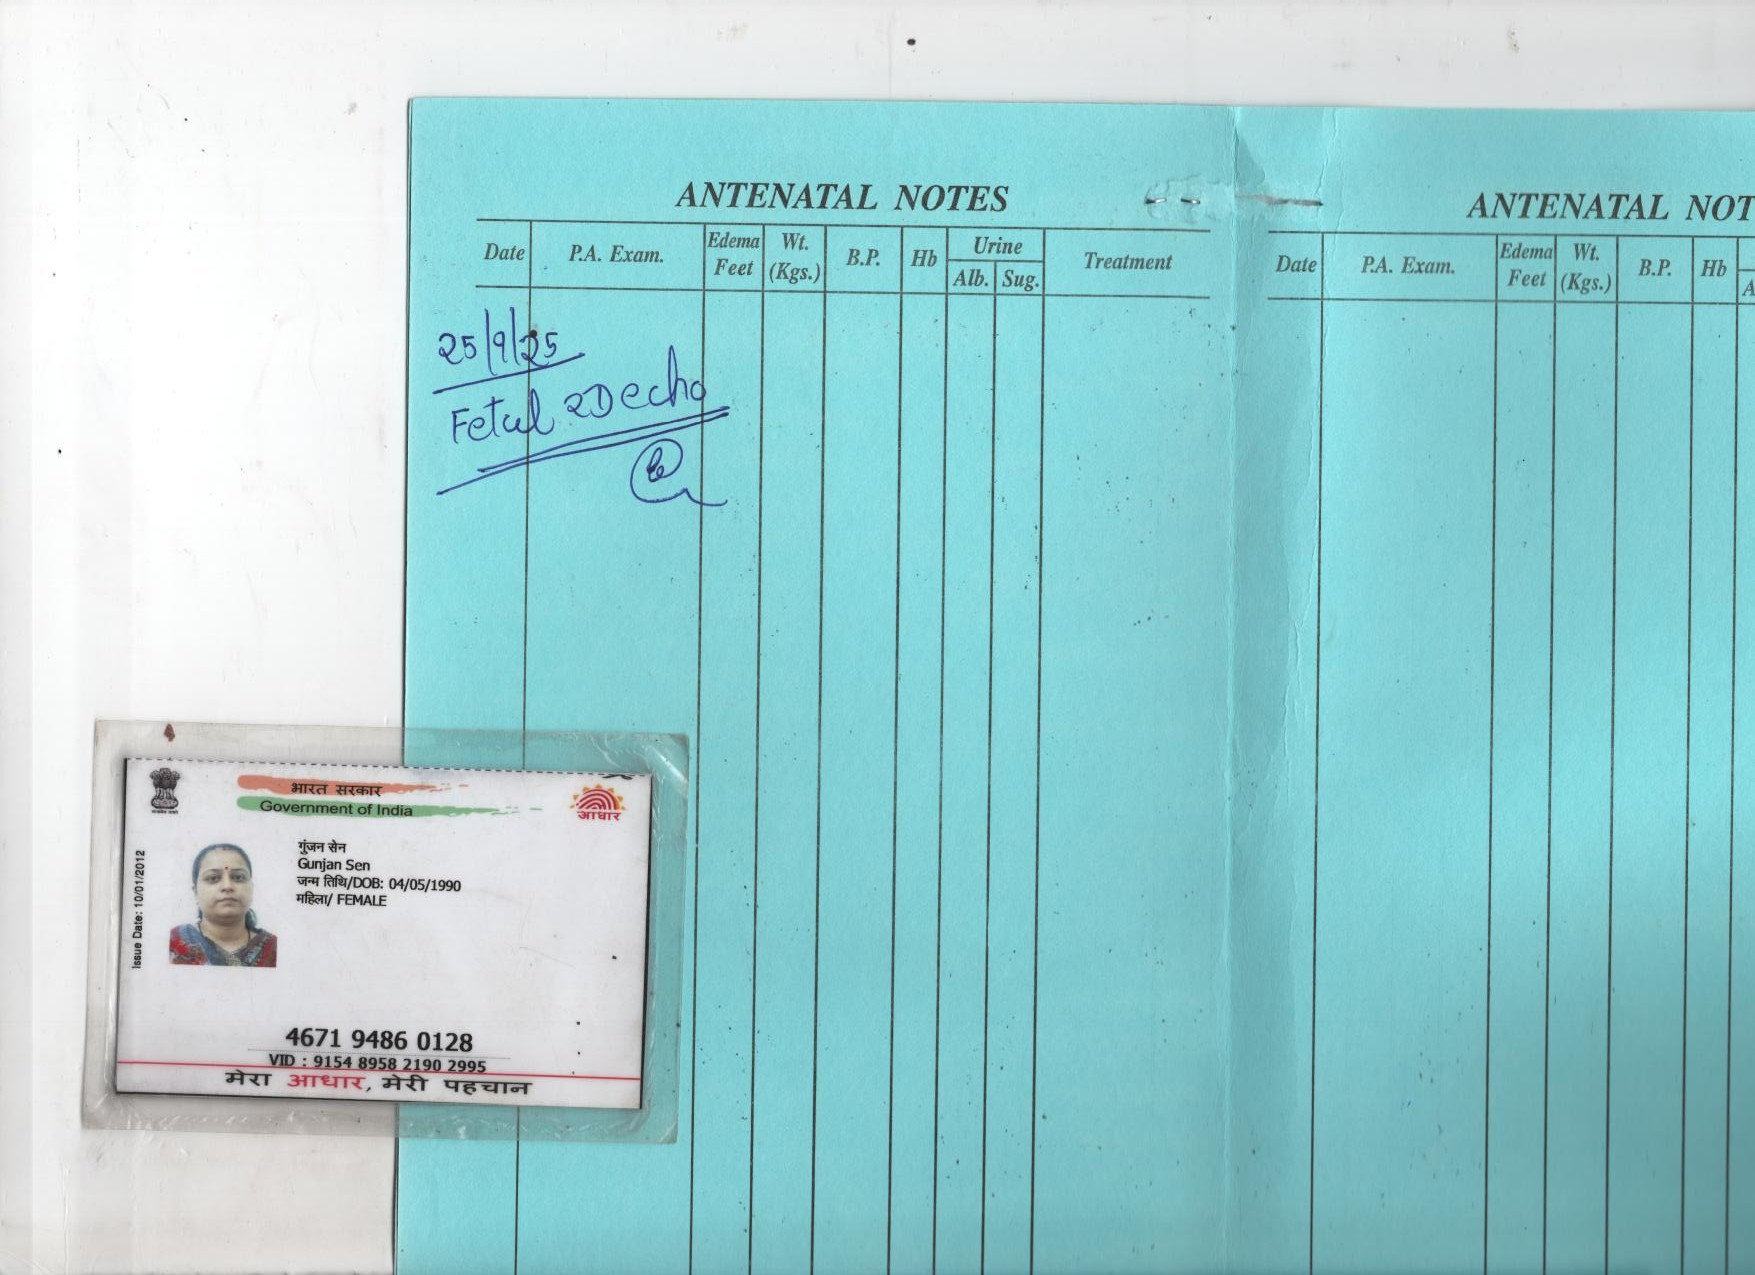 ANTENATAL NOTES
Date P.A. Exam. Edema Feet Wt. (Kgs.) B.P. Hb Urine Alb. Sug. Treatment
25/9/25
Fetal 2D echo
ANTENATAL NOT
Date P.A. Exam. Edema Feet Wt. (Kgs.) B.P. Hb A
भारत सरकार
Government of India
आधार
Issue Date: 10/01/2012
गुंजन सेन
Gunjan Sen
जन्म तिथि/DOB: 04/05/1990
महिला/ FEMALE
4671 9486 0128
VID : 9154 8958 2190 2995
मेरा आधार, मेरी पहचान